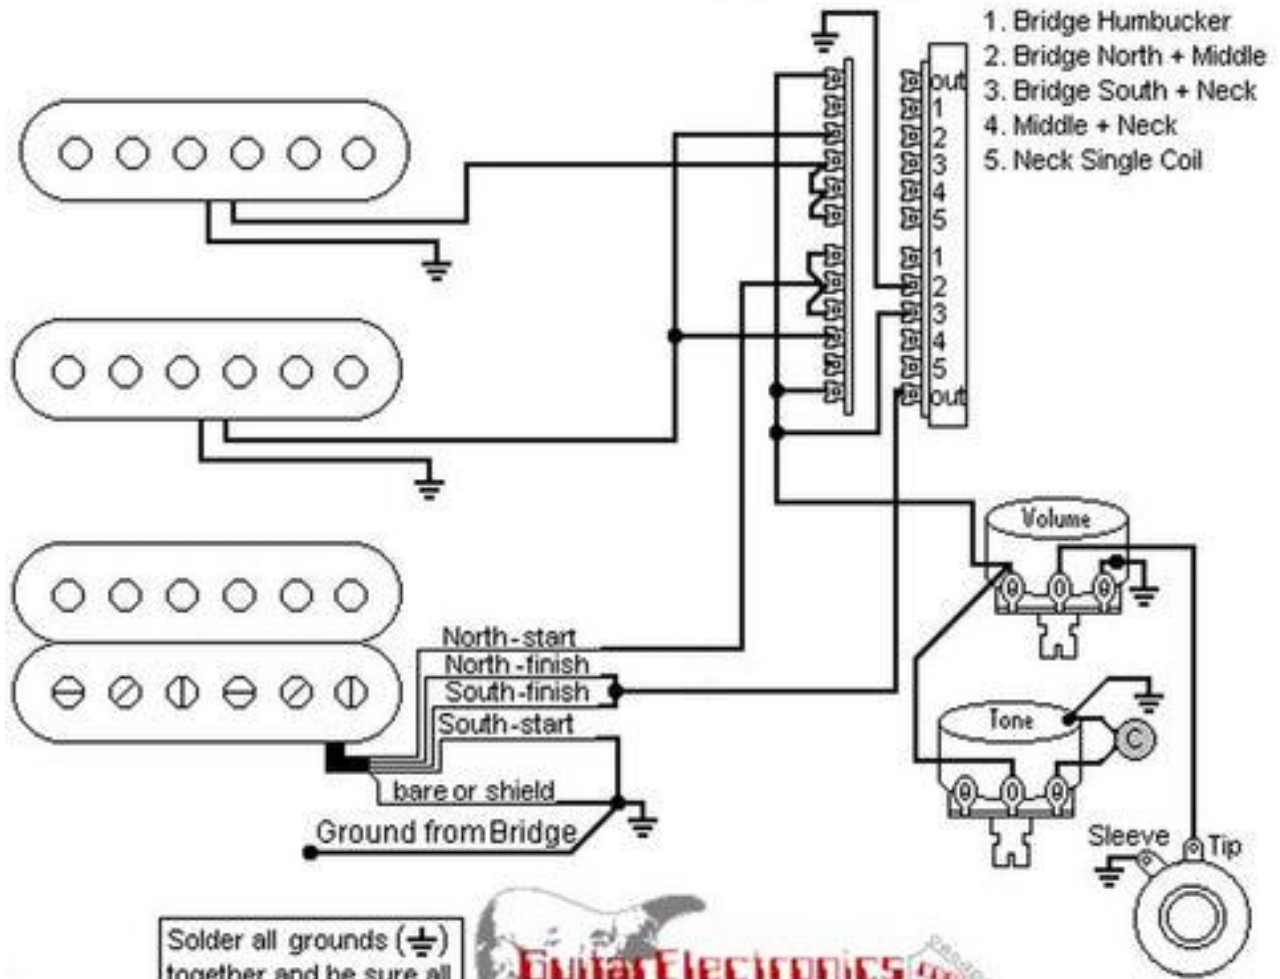 1. Bridge Humbucker
2. Bridge North + Middle
3. Bridge South + Neck
4. Middle + Neck
5. Neck Single Coil
out
1
2
3
4
5
1
2
3
4
5
out
Volume
North-start
North-finish
South-finish
South-start
bare or shield
Ground from Bridge
Tone
C
Sleeve
Tip
Solder all grounds (⏚)
together and be sure all
GuitarElectronics.com